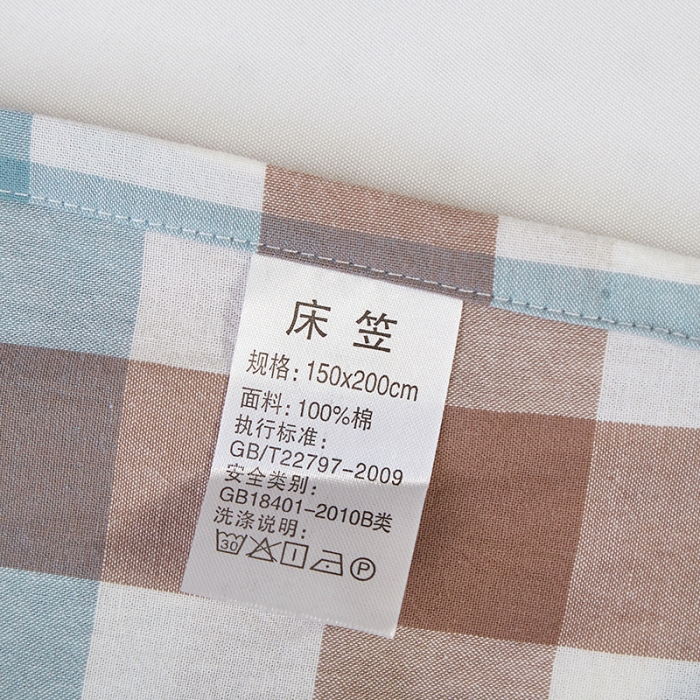 床笠
规格:150x200cm
面料:100%棉
执行标准:
GB/T22797-2009
安全类别:
GB18401-2010B类
洗涤说明:
30 P